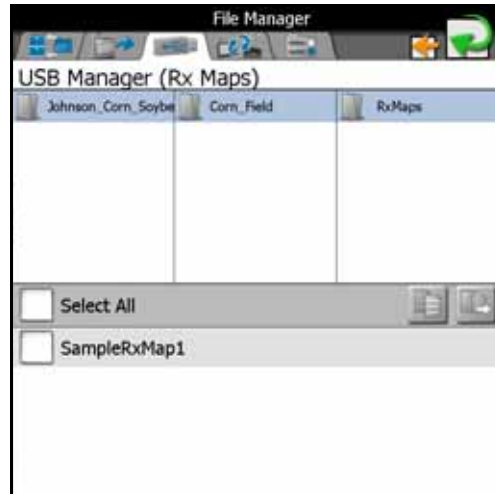 File Manager
USB Manager (Rx Maps)
Johnson_Corn_Soybe
Corn_Field
RxMaps
Select All
SampleRxMap1